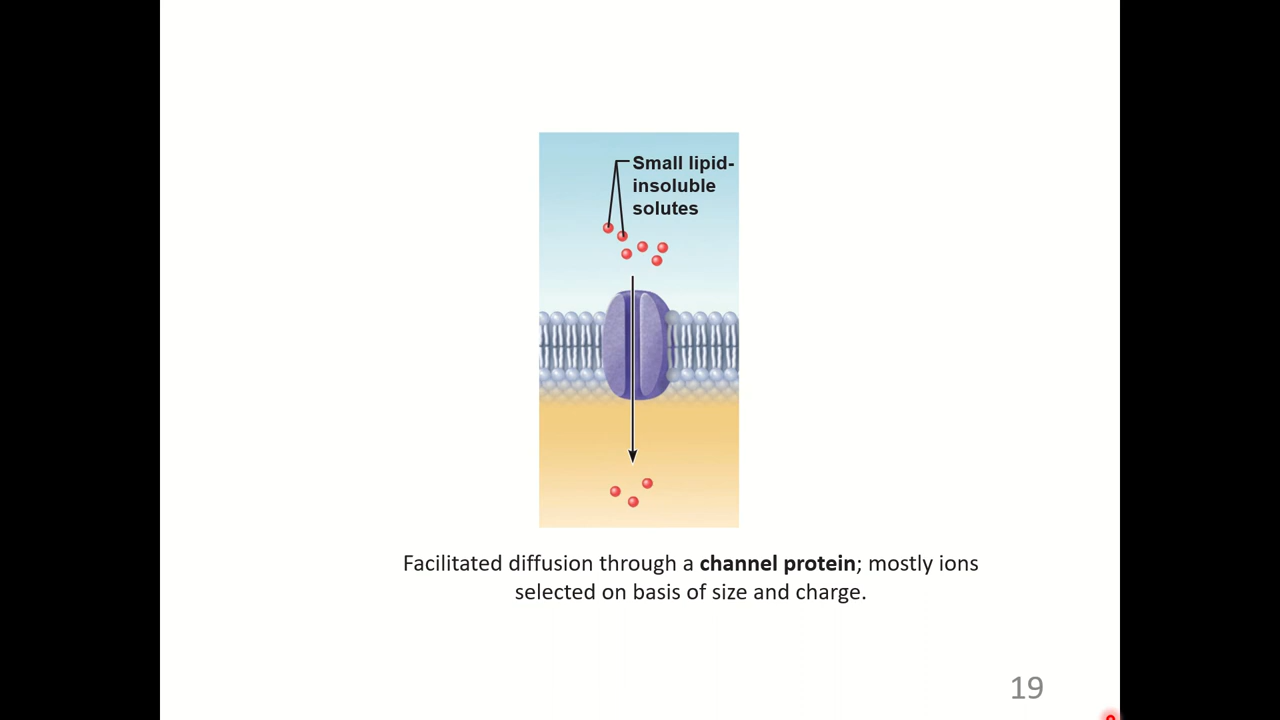 Small lipid-
insoluble
solutes
Facilitated diffusion through a channel protein; mostly ions
selected on basis of size and charge.
19